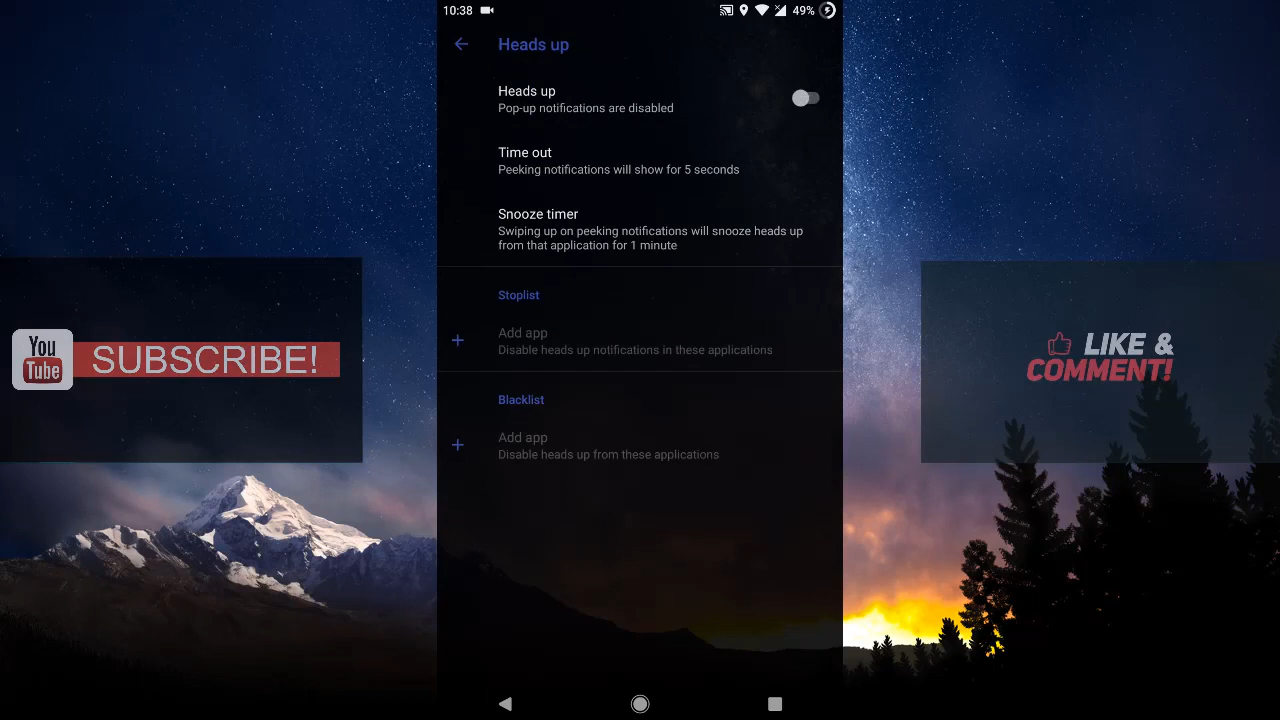 10:38
49%
Heads up
Heads up
Pop-up notifications are disabled
Time out
Peeking notifications will show for 5 seconds
Snooze timer
Swiping up on peeking notifications will snooze heads up
from that application for 1 minute
Stoplist
Add app
Disable heads up notifications in these applications
Blacklist
Add app
Disable heads up from these applications
You
Tube
SUBSCRIBE!
LIKE &
COMMENT!